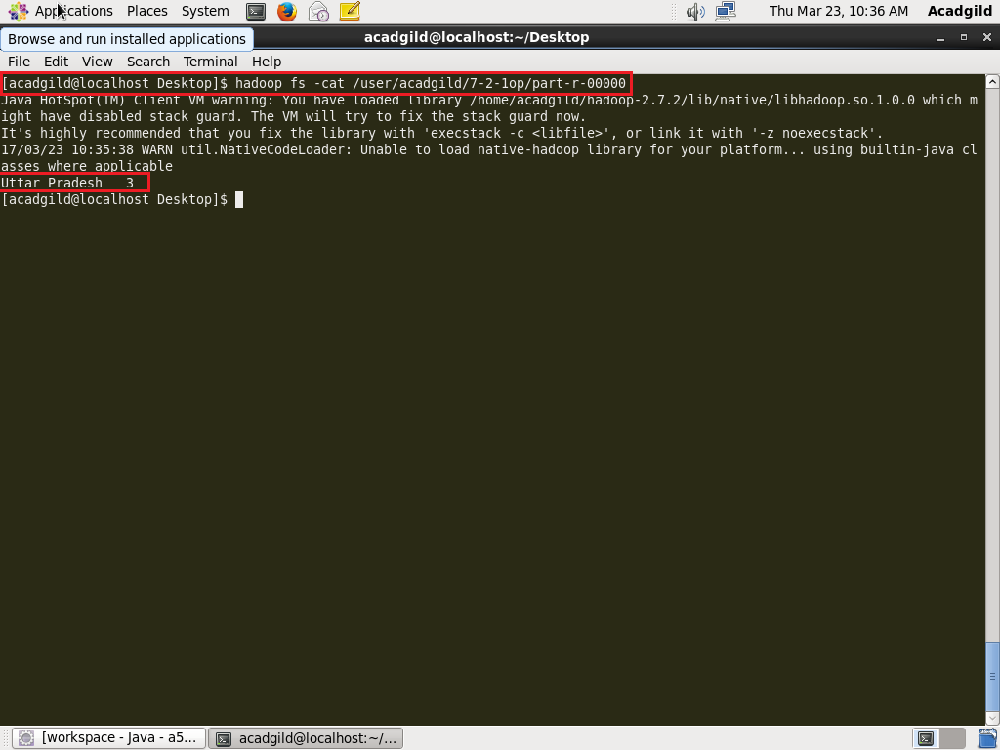 Applications Places System Thu Mar 23, 10:36 AM Acadgild
Browse and run installed applications
acadgild@localhost:~/Desktop
File Edit View Search Terminal Help
[acadgild@localhost Desktop]$ hadoop fs -cat /user/acadgild/7-2-1op/part-r-00000
Java HotSpot(TM) Client VM warning: You have loaded library /home/acadgild/hadoop-2.7.2/lib/native/libhadoop.so.1.0.0 which m
ight have disabled stack guard. The VM will try to fix the stack guard now.
It's highly recommended that you fix the library with 'execstack -c <libfile>', or link it with '-z noexecstack'.
17/03/23 10:35:38 WARN util.NativeCodeLoader: Unable to load native-hadoop library for your platform... using builtin-java cl
asses where applicable
Uttar Pradesh 3
[acadgild@localhost Desktop]$
[workspace - Java - a5... acadgild@localhost:~/...